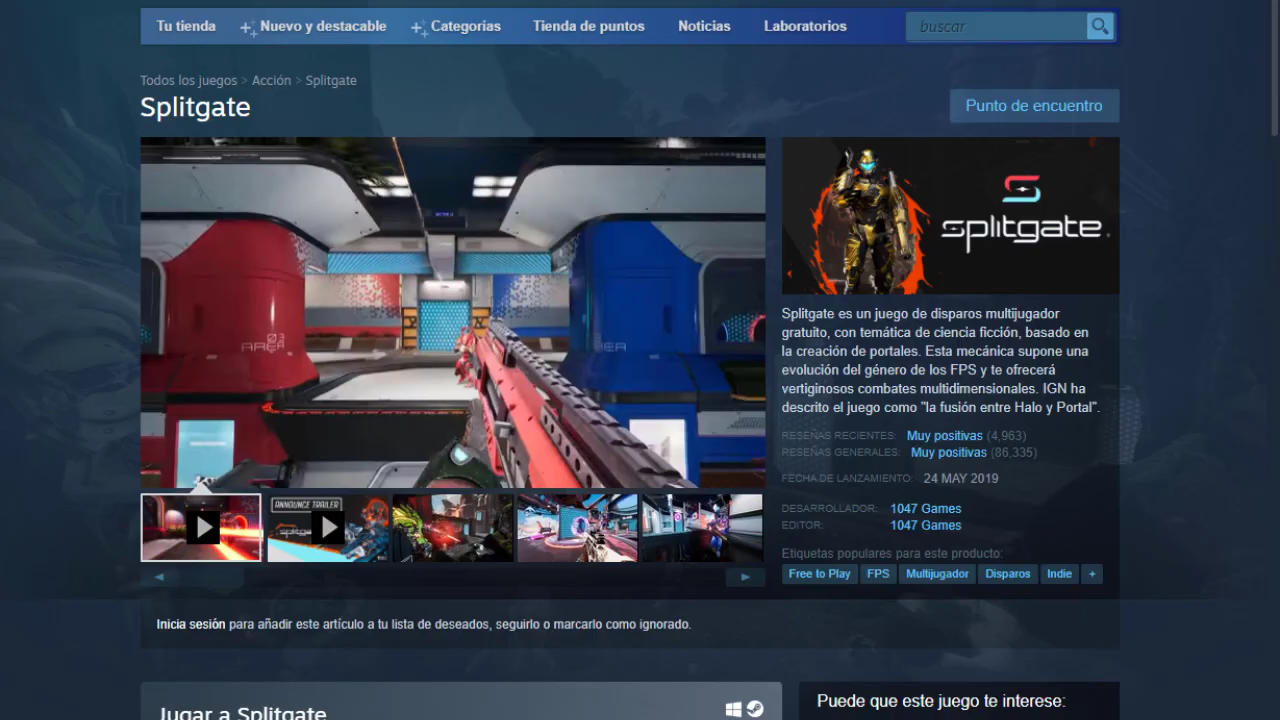 Tu tienda
Nuevo y destacable
Categorías
Tienda de puntos
Noticias
Laboratorios
buscar
Todos los juegos > Acción > Splitgate
Splitgate
Punto de encuentro
splitgate
Splitgate es un juego de disparos multijugador
gratuito, con temática de ciencia ficción, basado en
la creación de portales. Esta mecánica supone una
evolución del género de los FPS y te ofrecerá
vertiginosos combates multidimensionales. IGN ha
descrito el juego como "la fusión entre Halo y Portal".
RESEÑAS RECIENTES: Muy positivas (4,963)
RESEÑAS GENERALES: Muy positivas (86,335)
FECHA DE LANZAMIENTO: 24 MAY 2019
DESARROLLADOR: 1047 Games
EDITOR: 1047 Games
Etiquetas populares para este producto:
Free to Play FPS Multijugador Disparos Indie +
ANNOUNCE TRAILER
splitgate
Inicia sesión para añadir este artículo a tu lista de deseados, seguirlo o marcarlo como ignorado.
Jugar a Splitgate
Puede que este juego te interese: